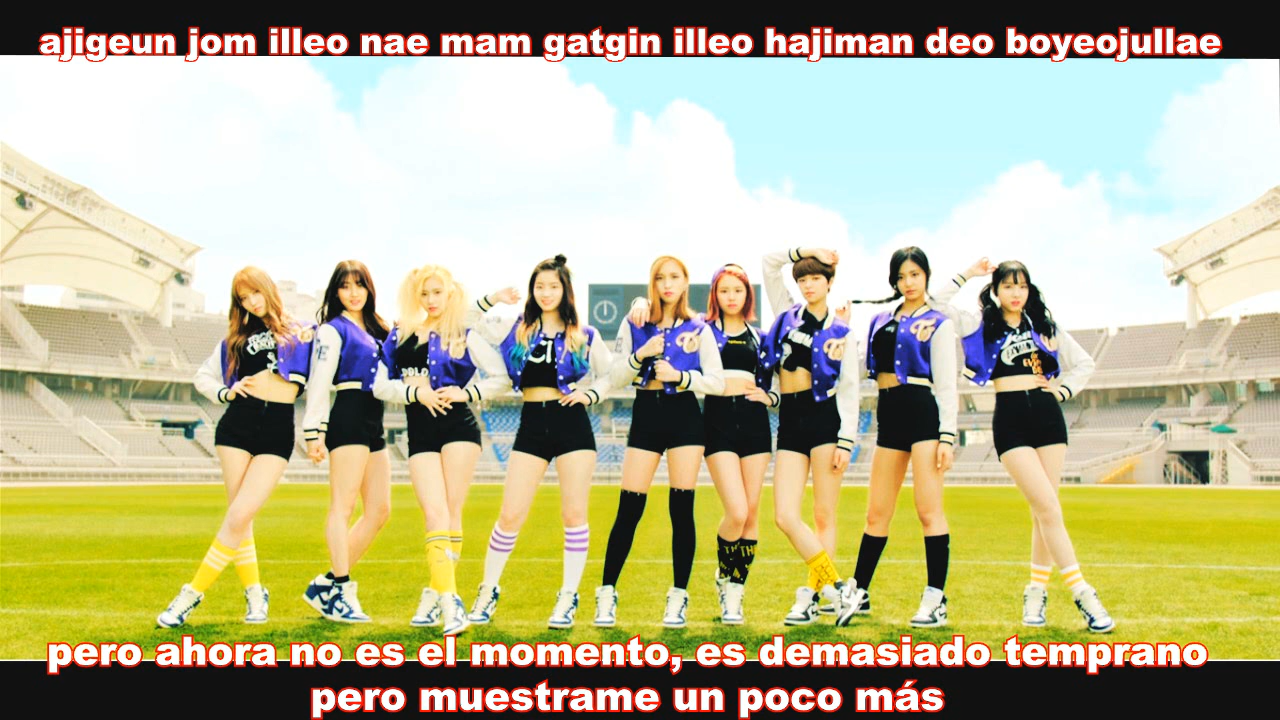 ajigeun jom illeo nae mam gatgin illeo hajiman deo boyeojullae
pero ahora no es el momento, es demasiado temprano
pero muestrame un poco más